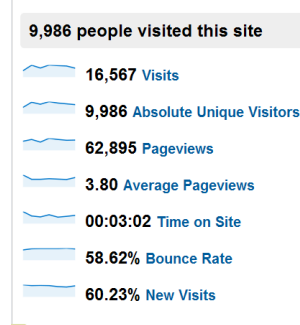 9,986 people visited this site
16,567 Visits
9,986 Absolute Unique Visitors
62,895 Pageviews
3.80 Average Pageviews
00:03:02 Time on Site
58.62% Bounce Rate
60.23% New Visits